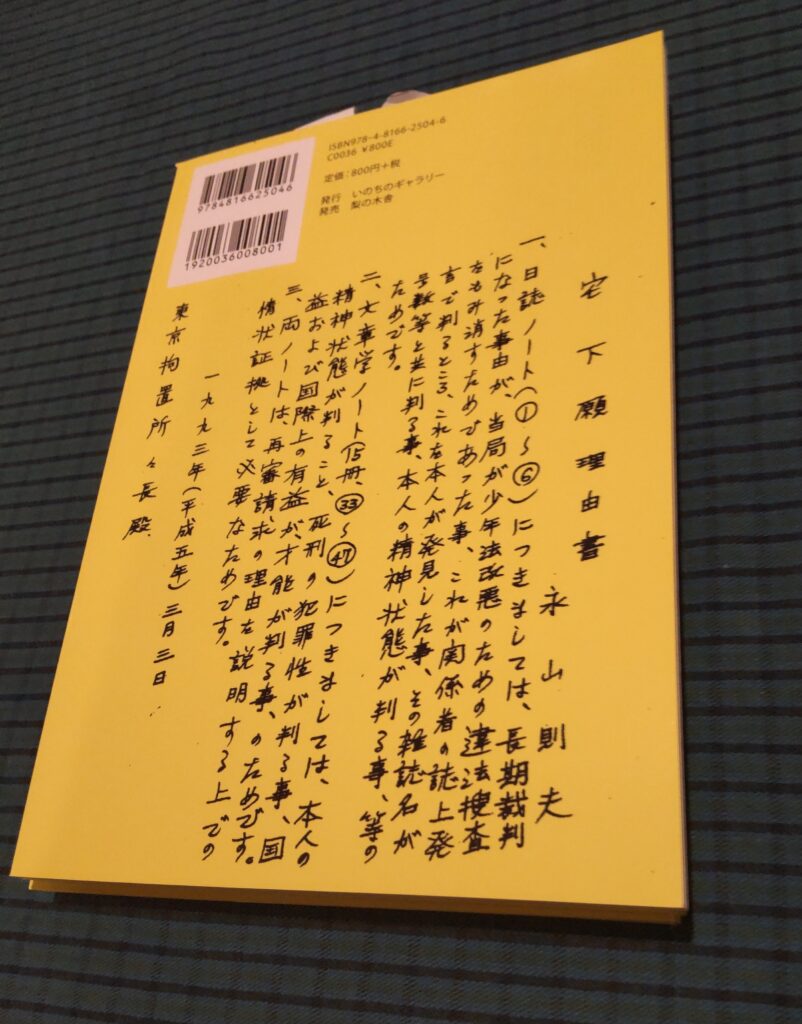 ISBN978-4-8166-2504-6
C0036 ¥800E
定価：800円+税
発行 いのちのギャラリー
発売 梨の木舎
9784816625046
1920036008001
宅下願理由書
永山則夫
一、日誌ノート(①～⑥)につきましては、長期裁判
になった事由が、当局が少年法改悪のための違法捜査
をもみ消すためであった事、これが関係者の誌上発
言で判るところ、これを本人が発見した事、その雑誌名が
号数等と共に判る事、本人の精神状態が判る事、等の
ためです。
二、文章学ノート(15冊、㉝～㊼)につきましては、本人の
精神状態が判ること、死刑の犯罪性が判る事、国
益および国際上の有益が、才能が判る事、のためです。
三、両ノートは、再審請求の理由を説明する上での
情状証拠として必要なためです。
一九九三年(平成五年)三月三日
東京拘置所々長殿